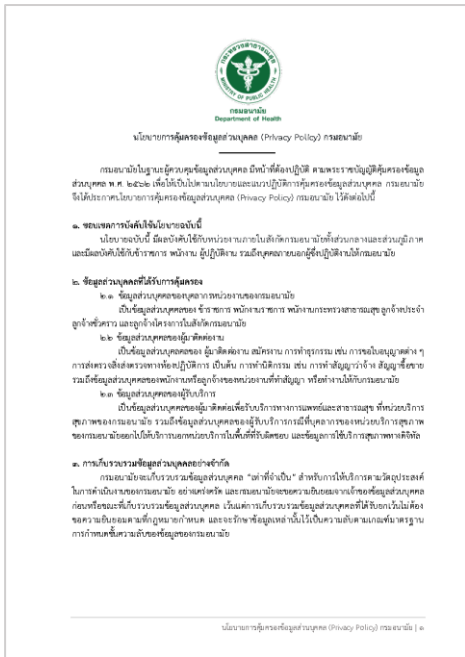 กระทรวงสาธารณสุข
MINISTRY OF PUBLIC HEALTH
กรมอนามัย
Department of Health
นโยบายการคุ้มครองข้อมูลส่วนบุคคล (Privacy Policy) กรมอนามัย
กรมอนามัยในฐานะผู้ควบคุมข้อมูลส่วนบุคคล มีหน้าที่ต้องปฏิบัติ ตามพระราชบัญญัติคุ้มครองข้อมูล
ส่วนบุคคล พ.ศ. ๒๕๖๒ เพื่อให้เป็นไปตามนโยบายและแนวปฏิบัติการคุ้มครองข้อมูลส่วนบุคคล กรมอนามัย
จึงได้ประกาศนโยบายการคุ้มครองข้อมูลส่วนบุคคล (Privacy Policy) กรมอนามัย ไว้ดังต่อไปนี้
๑. ขอบเขตการบังคับใช้นโยบายฉบับนี้
นโยบายฉบับนี้ มีผลบังคับใช้กับหน่วยงานภายในสังกัดกรมอนามัยทั้งส่วนกลางและส่วนภูมิภาค
และมีผลบังคับใช้กับข้าราชการ พนักงาน ผู้ปฏิบัติงาน รวมถึงบุคคลภายนอกผู้ซึ่งปฏิบัติงานให้กรมอนามัย
๒. ข้อมูลส่วนบุคคลที่ได้รับการคุ้มครอง
๒.๑ ข้อมูลส่วนบุคคลของบุคลากรหน่วยงานของกรมอนามัย
เป็นข้อมูลส่วนบุคคลของ ข้าราชการ พนักงานราชการ พนักงานกระทรวงสาธารณสุข ลูกจ้างประจำ
ลูกจ้างชั่วคราว และลูกจ้างโครงการในสังกัดกรมอนามัย
๒.๒ ข้อมูลส่วนบุคคลของผู้มาติดต่องาน
เป็นข้อมูลส่วนบุคคลของ ผู้มาติดต่องาน สมัครงาน การทำธุรกรรม เช่น การขอใบอนุญาตต่าง ๆ
การส่งตรวจสิ่งส่งตรวจทางห้องปฏิบัติการ เป็นต้น การทำนิติกรรม เช่น การทำสัญญาว่าจ้าง สัญญาซื้อขาย
รวมถึงข้อมูลส่วนบุคคลของพนักงานหรือลูกจ้างของหน่วยงานที่ทำสัญญา หรือทำงานให้กับกรมอนามัย
๒.๓ ข้อมูลส่วนบุคคลของผู้รับบริการ
เป็นข้อมูลส่วนบุคคลของผู้มาติดต่อเพื่อรับบริการทางการแพทย์และสาธารณสุข ที่หน่วยบริการ
สุขภาพของกรมอนามัย รวมถึงข้อมูลส่วนบุคคลของผู้รับบริการกรณีที่บุคลากรของหน่วยบริการสุขภาพ
ของกรมอนามัยออกไปให้บริการนอกหน่วยบริการในพื้นที่ที่รับผิดชอบ และข้อมูลการใช้บริการสุขภาพทางดิจิทัล
๓. การเก็บรวบรวมข้อมูลส่วนบุคคลอย่างจำกัด
กรมอนามัยจะเก็บรวบรวมข้อมูลส่วนบุคคล “เท่าที่จำเป็น” สำหรับการให้บริการตามวัตถุประสงค์
ในการดำเนินงานของกรมอนามัย อย่างเคร่งครัด และกรมอนามัยจะขอความยินยอมจากเจ้าของข้อมูลส่วนบุคคล
ก่อนหรือขณะที่เก็บรวบรวมข้อมูลส่วนบุคคล เว้นแต่การเก็บรวบรวมข้อมูลส่วนบุคคลที่ได้รับยกเว้นไม่ต้อง
ขอความยินยอมตามที่กฎหมายกำหนด และจะรักษาข้อมูลเหล่านั้นไว้เป็นความลับตามเกณฑ์มาตรฐาน
การกำหนดชั้นความลับของข้อมูลของกรมอนามัย
นโยบายการคุ้มครองข้อมูลส่วนบุคคล (Privacy Policy) กรมอนามัย | ๑